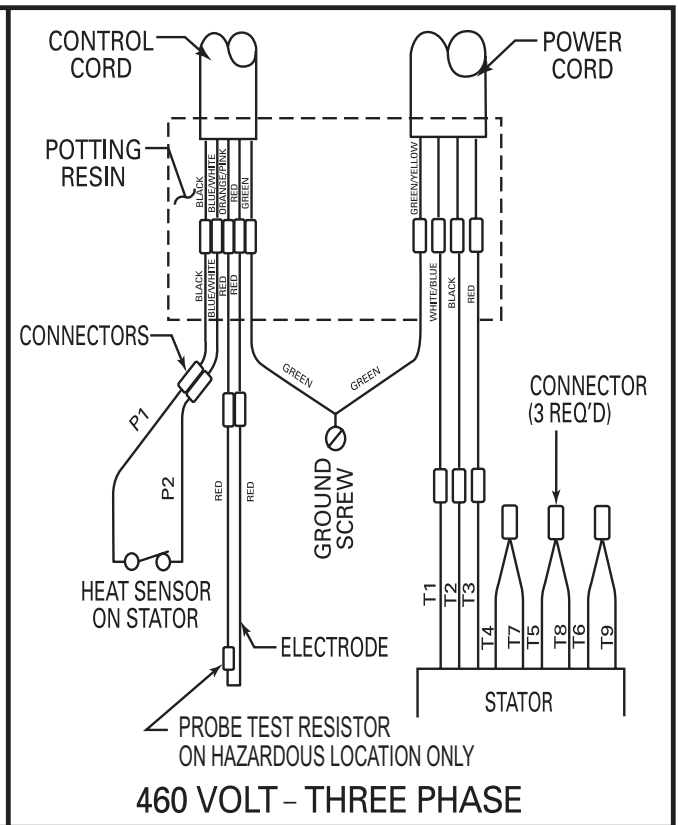 CONTROL
CORD
POWER
CORD
POTTING
RESIN
BLACK
BLUE/WHITE
ORANGE/PINK
RED
GREEN
GREEN/YELLOW
BLACK
BLUE/WHITE
RED
RED
WHITE/BLUE
BLACK
RED
CONNECTORS
GREEN
GREEN
CONNECTOR
(3 REQ'D)
P1
P2
RED
RED
GROUND
SCREW
HEAT SENSOR
ON STATOR
T1
T2
T3
T4
T7
T5
T8
T6
T9
ELECTRODE
STATOR
PROBE TEST RESISTOR
ON HAZARDOUS LOCATION ONLY
460 VOLT – THREE PHASE